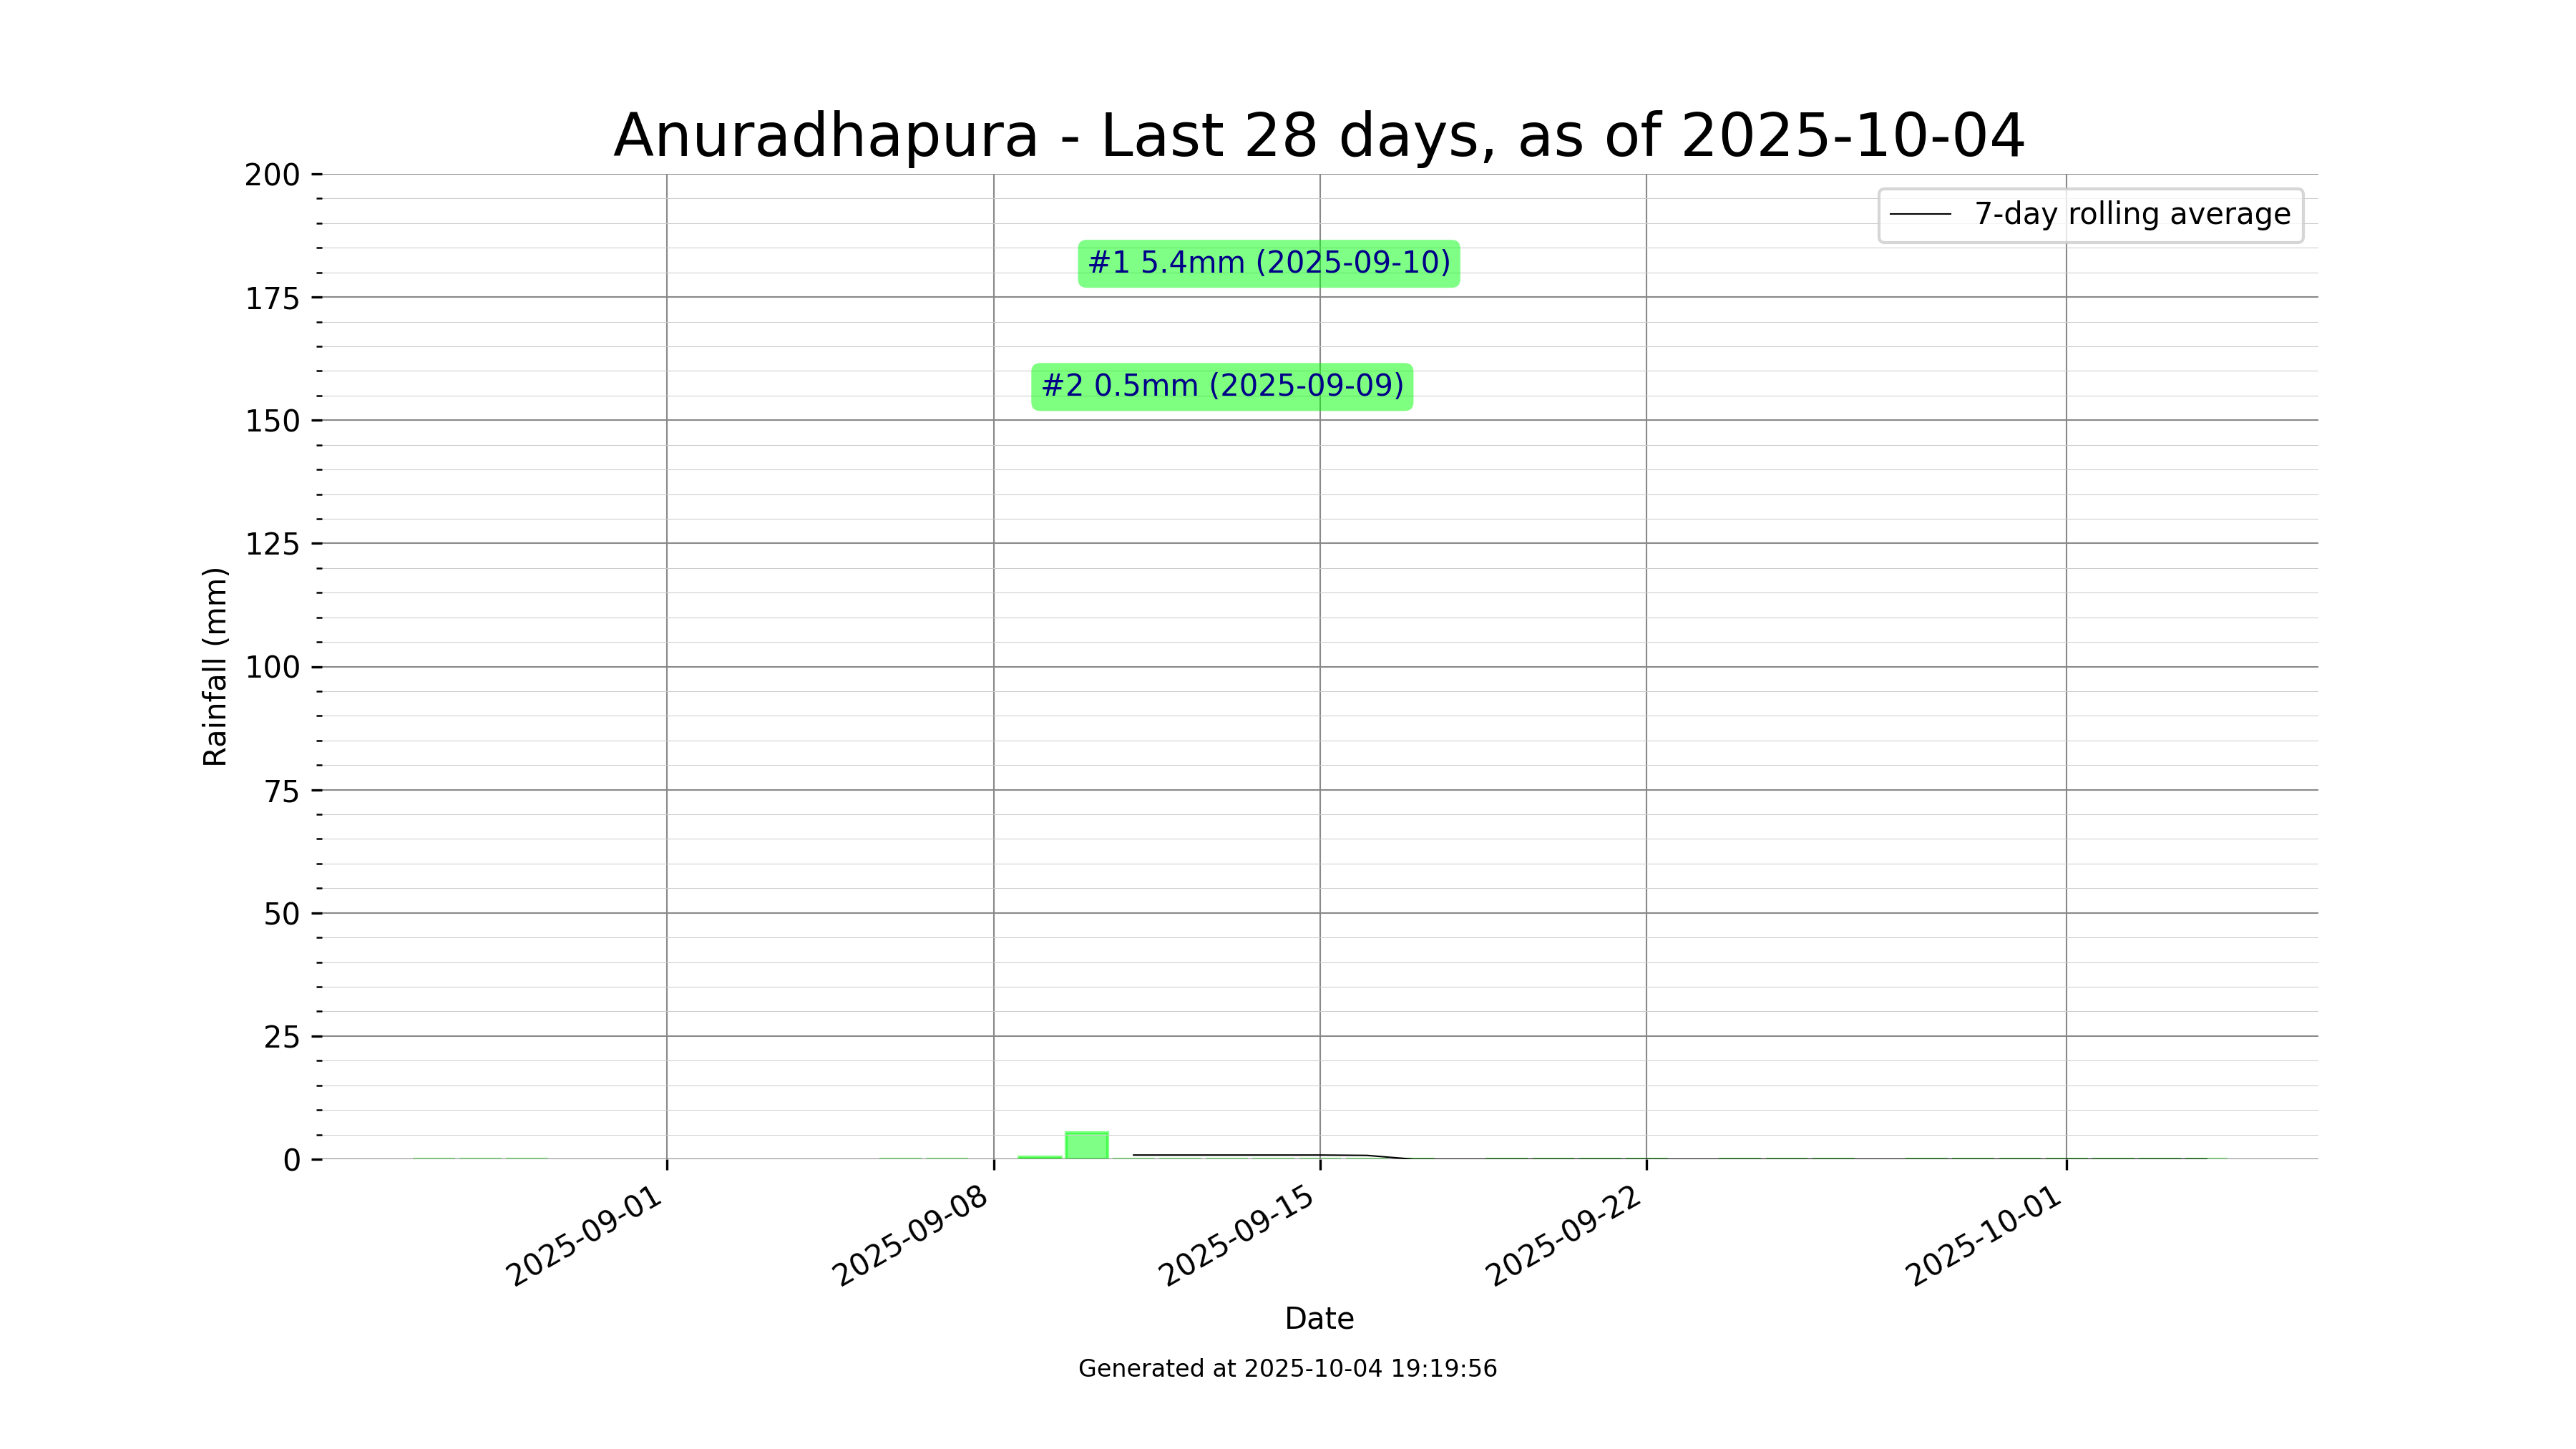 Anuradhapura - Last 28 days, as of 2025-10-04
7-day rolling average
#1 5.4mm (2025-09-10)
#2 0.5mm (2025-09-09)
Rainfall (mm)
200
175
150
125
100
75
50
25
0
2025-09-01
2025-09-08
2025-09-15
2025-09-22
2025-10-01
Date
Generated at 2025-10-04 19:19:56